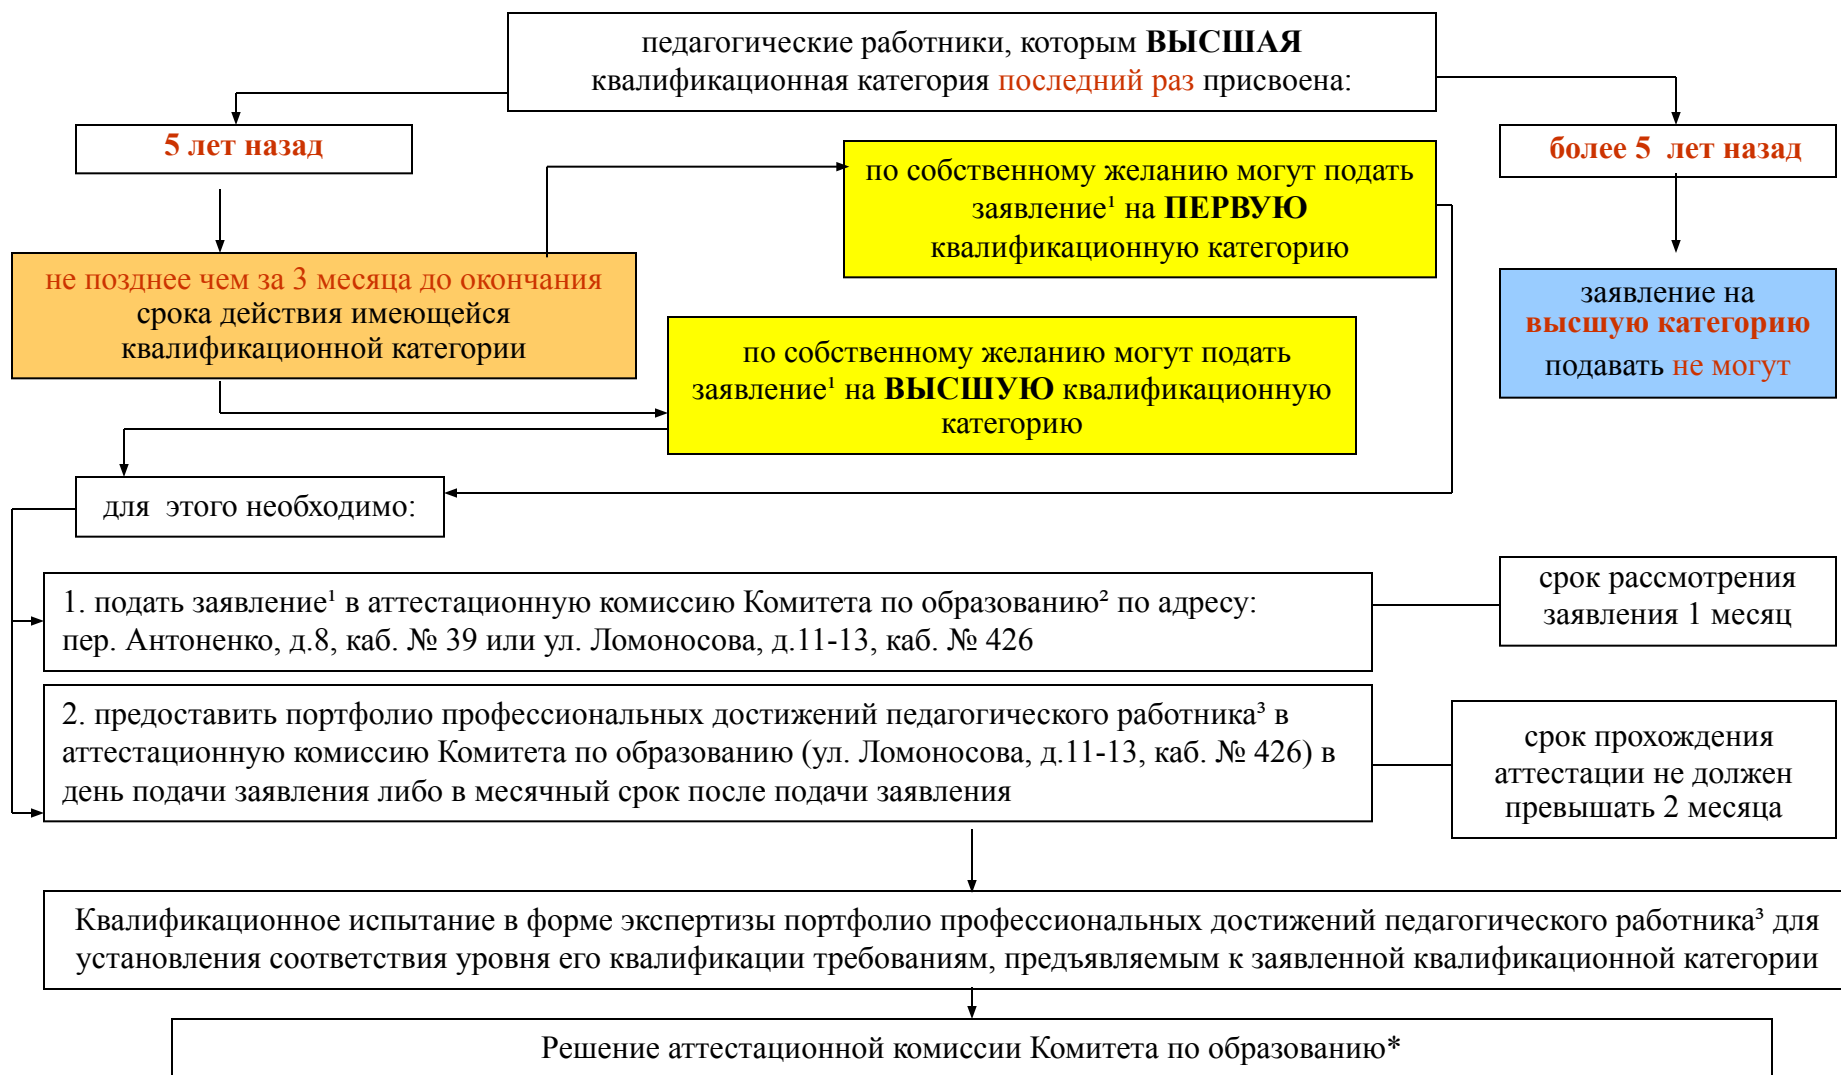 педагогические работники, которым ВЫСШАЯ
квалификационная категория последний раз присвоена:
5 лет назад
более 5 лет назад
по собственному желанию могут подать
заявление¹ на ПЕРВУЮ
квалификационную категорию
не позднее чем за 3 месяца до окончания
срока действия имеющейся
квалификационной категории
заявление на
высшую категорию
подавать не могут
по собственному желанию могут подать
заявление¹ на ВЫСШУЮ квалификационную
категорию
для этого необходимо:
1. подать заявление¹ в аттестационную комиссию Комитета по образованию² по адресу:
пер. Антоненко, д.8, каб. № 39 или ул. Ломоносова, д.11-13, каб. № 426
срок рассмотрения
заявления 1 месяц
2. предоставить портфолио профессиональных достижений педагогического работника³ в
аттестационную комиссию Комитета по образованию (ул. Ломоносова, д.11-13, каб. № 426) в
день подачи заявления либо в месячный срок после подачи заявления
срок прохождения
аттестации не должен
превышать 2 месяца
Квалификационное испытание в форме экспертизы портфолио профессиональных достижений педагогического работника³ для
установления соответствия уровня его квалификации требованиям, предъявляемым к заявленной квалификационной категории
Решение аттестационной комиссии Комитета по образованию*